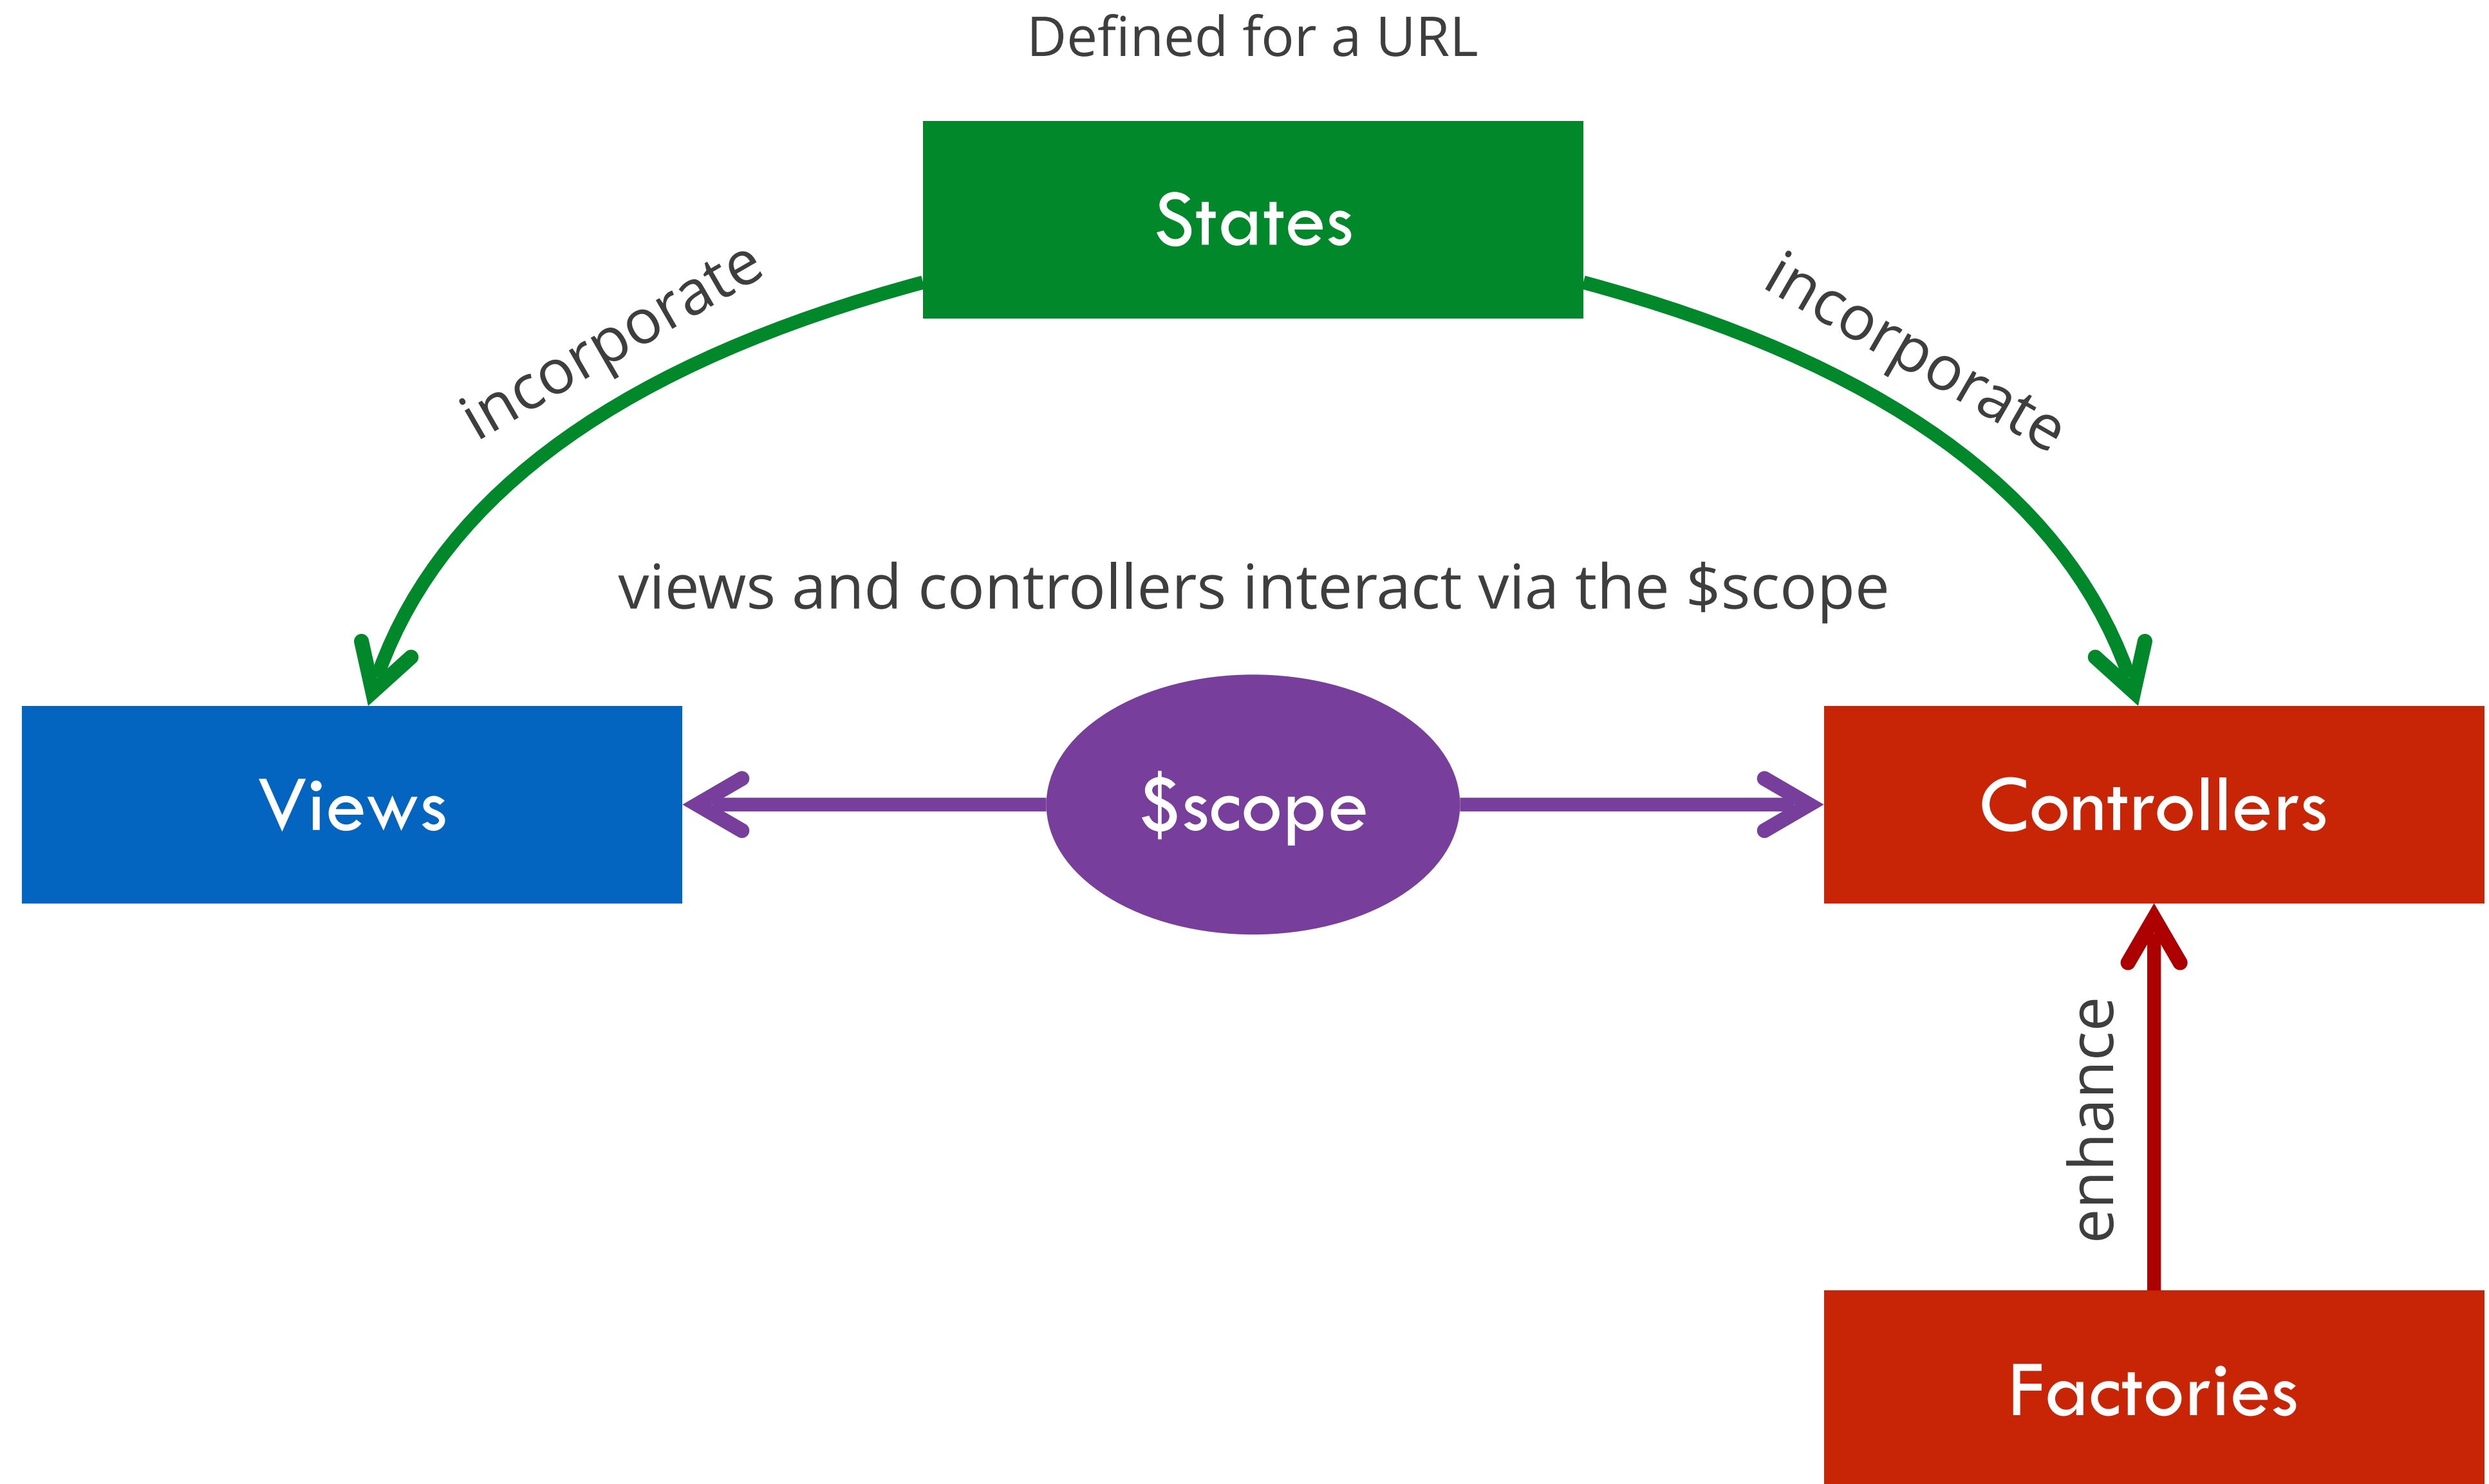 Defined for a URL
States
incorporate
incorporate
views and controllers interact via the $scope
Views
$scope
Controllers
enhance
Factories